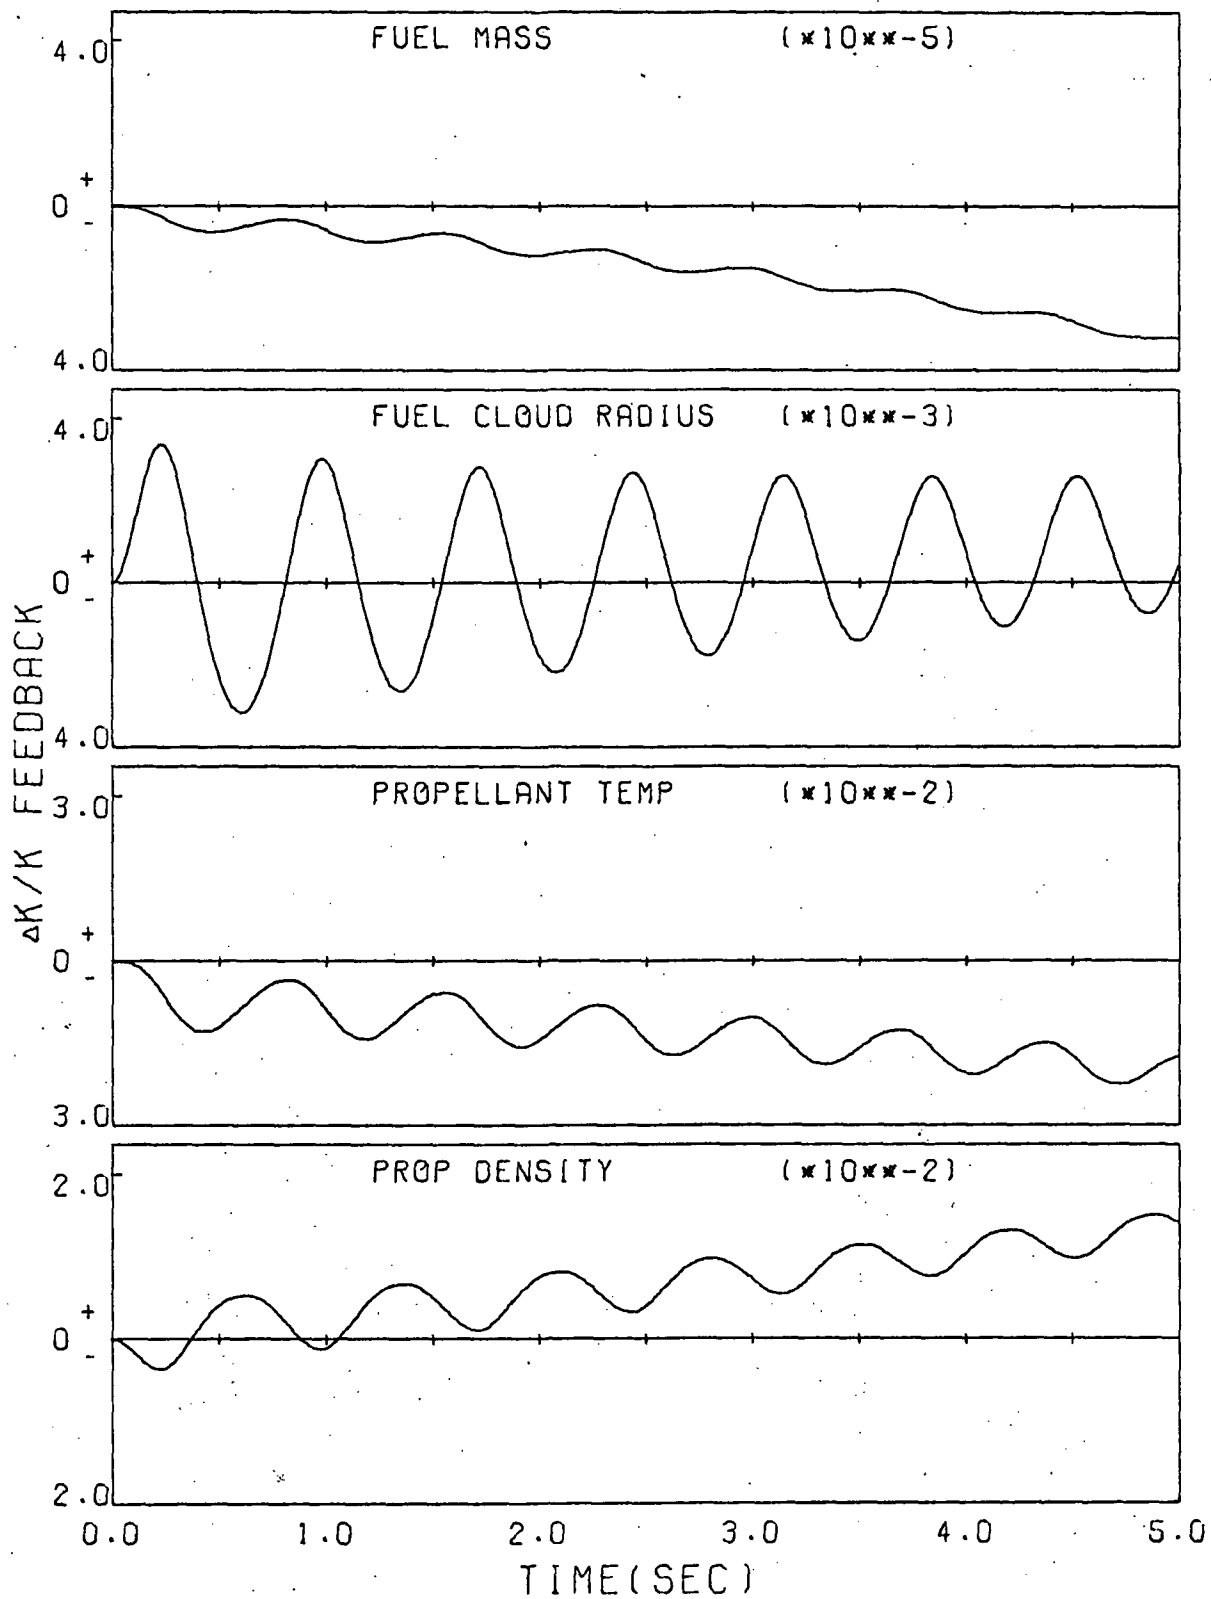 FUEL MASS (*10**-5)
4.0
+
0
-
4.0
FUEL CLOUD RADIUS (*10**-3)
4.0
+
0
-
4.0
ΔK/K FEEDBACK
PROPELLANT TEMP (*10**-2)
3.0
+
0
-
3.0
PROP DENSITY (*10**-2)
2.0
+
0
-
2.0
0.0 1.0 2.0 3.0 4.0 5.0
TIME(SEC)